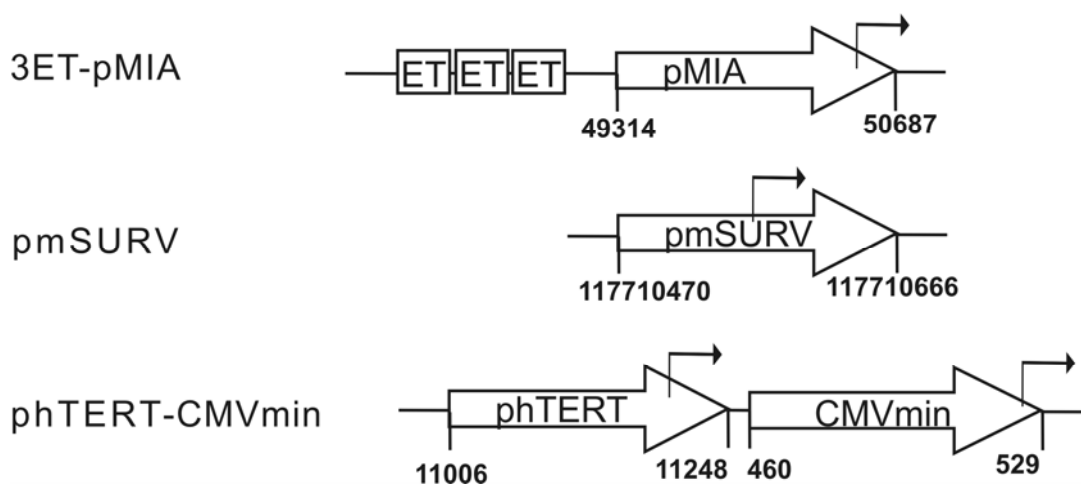 3ET-pMIA
ET ET ET
pMIA
49314
50687
pmSURV
pmSURV
117710470
117710666
phTERT-CMVmin
phTERT
CMVmin
11006
11248
460
529